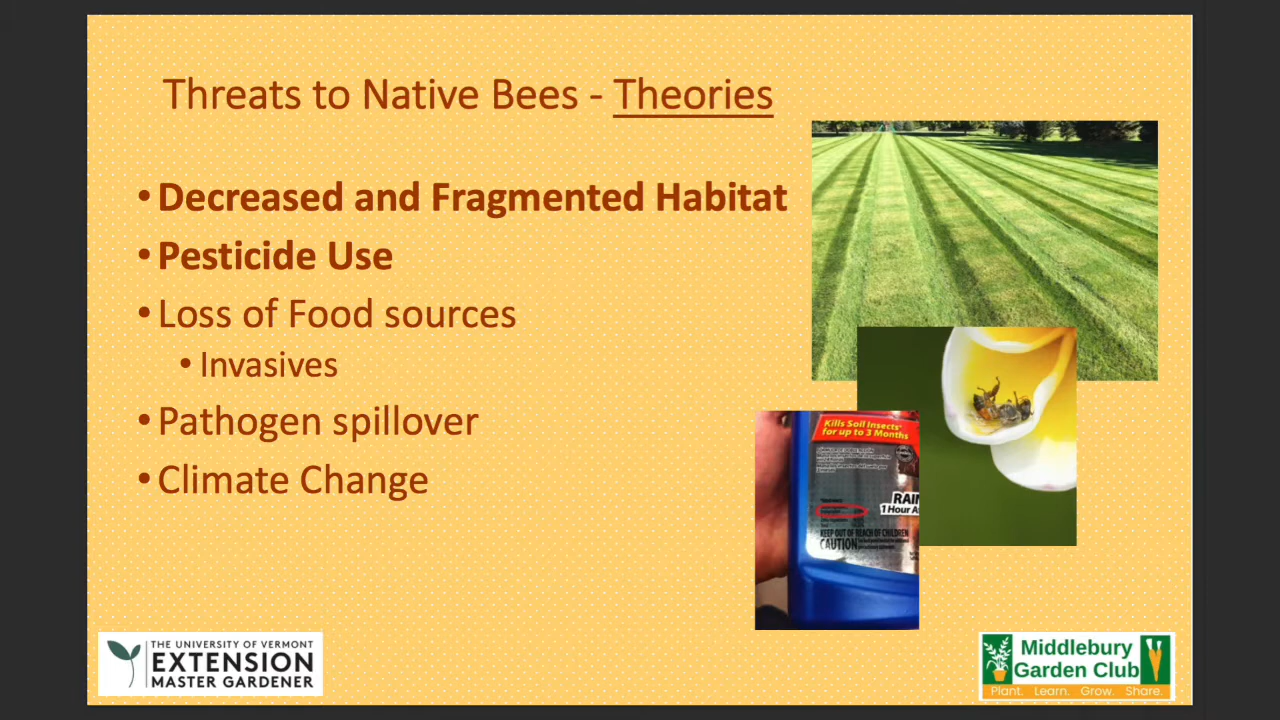 Threats to Native Bees - Theories
• Decreased and Fragmented Habitat
• Pesticide Use
• Loss of Food sources
• Invasives
• Pathogen spillover
• Climate Change
Kills Soil Insects*
for up to 3 Months
RAI
1 Hour A
KEEP OUT OF REACH OF CHILDREN
CAUTION
THE UNIVERSITY OF VERMONT
EXTENSION
MASTER GARDENER
Middlebury
Garden Club
Plant. Learn. Grow. Share.